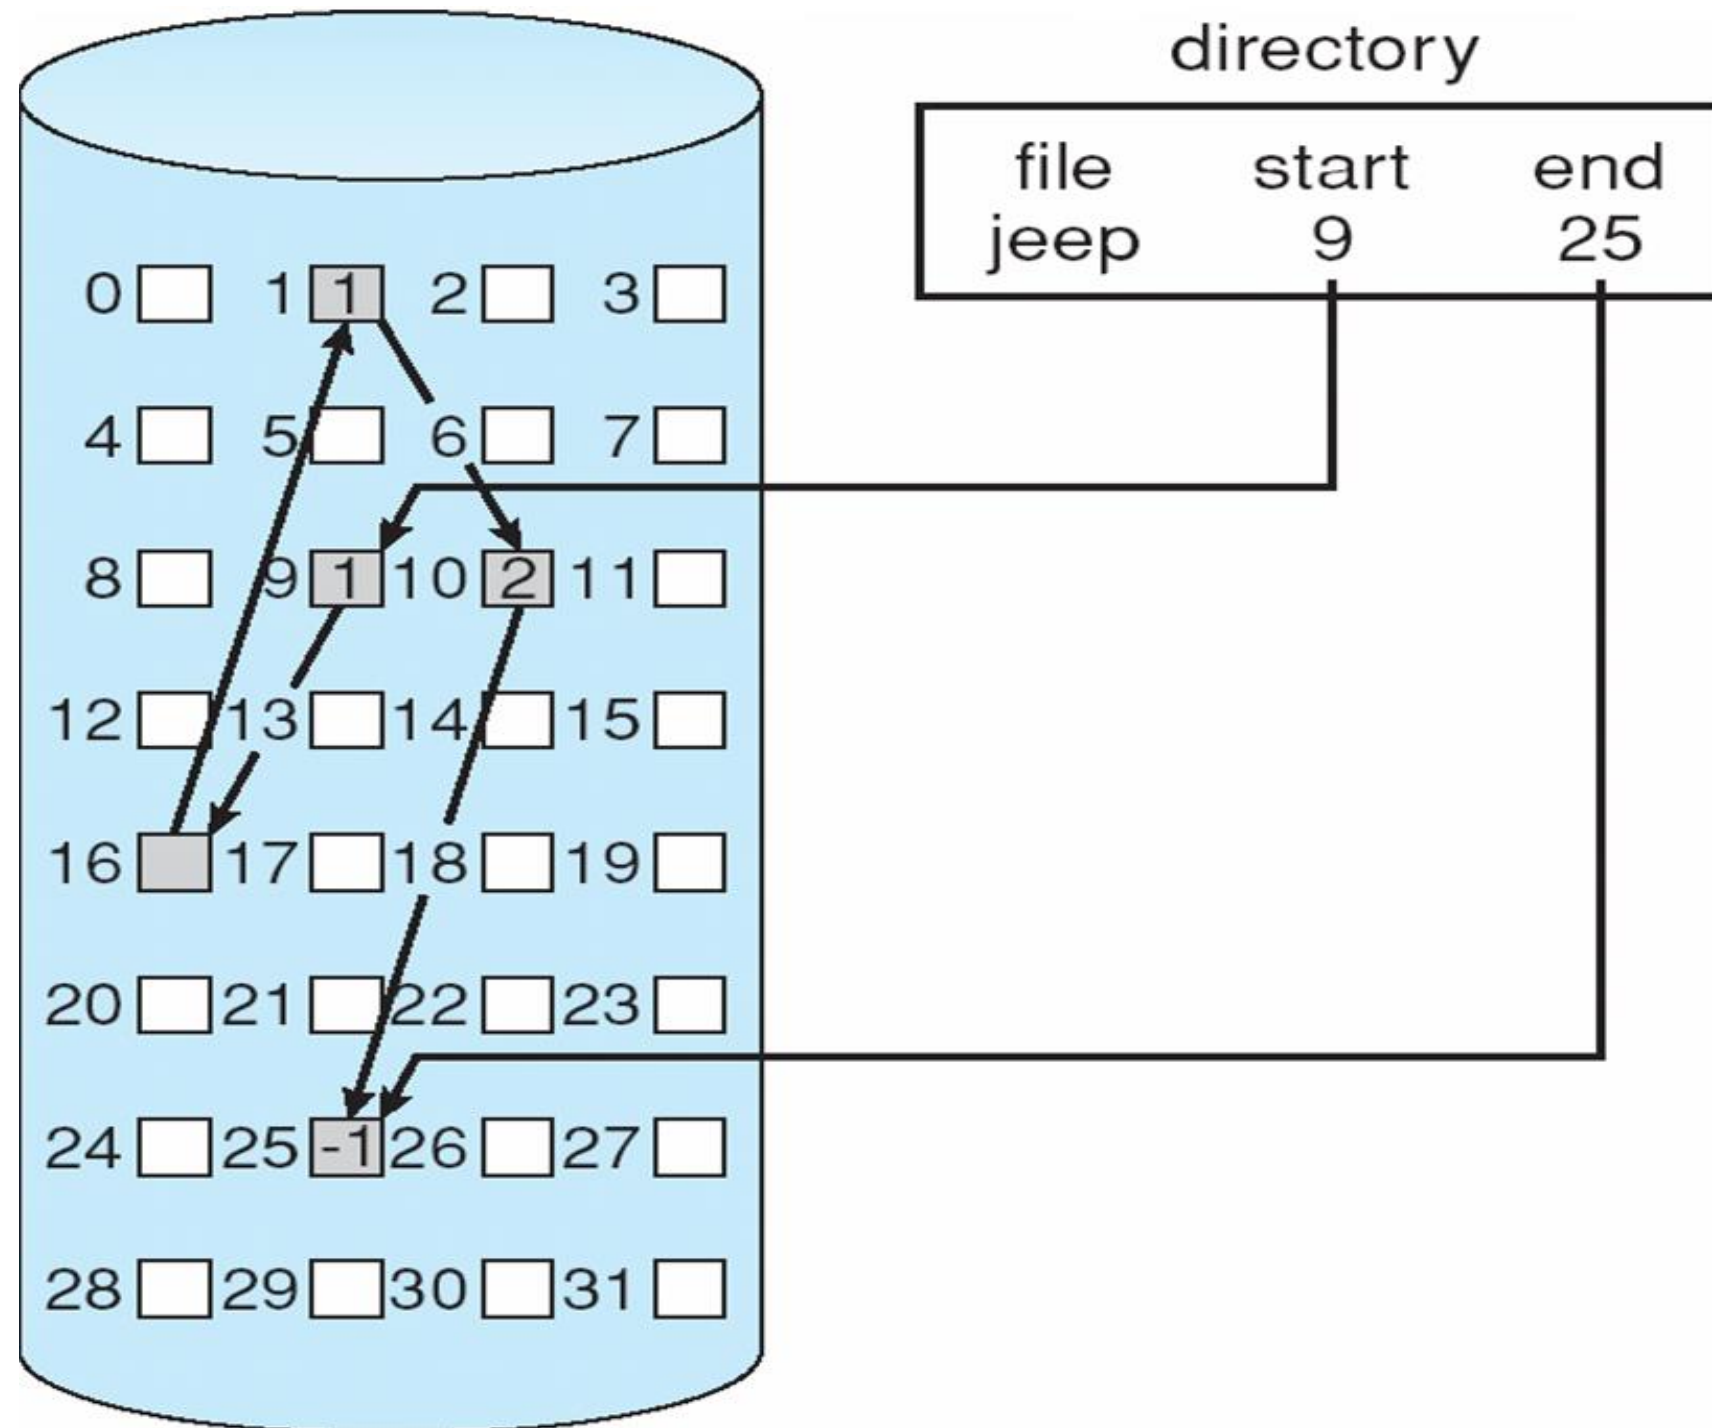 directory
file start end
jeep 9 25
0 1 1 2 3
4 5 6 7
8 9 1 10 2 11
12 13 14 15
16 17 18 19
20 21 22 23
24 25 -1 26 27
28 29 30 31